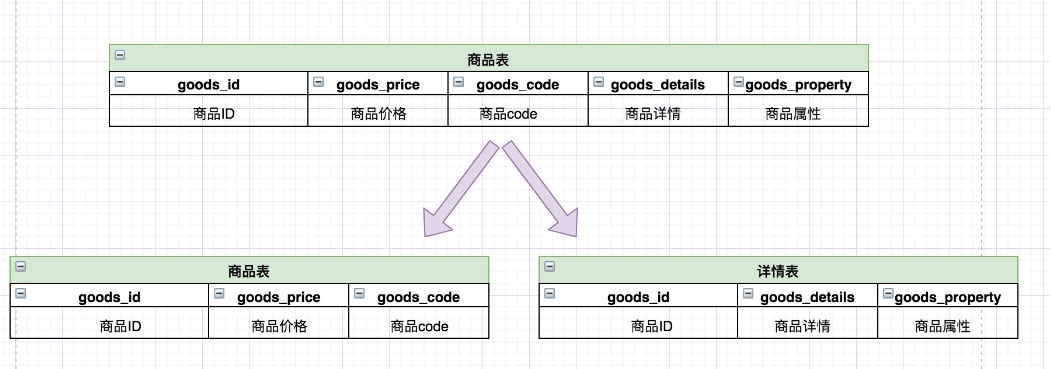 商品表
goods_id goods_price goods_code goods_details goods_property
商品ID 商品价格 商品code 商品详情 商品属性
商品表
goods_id goods_price goods_code
商品ID 商品价格 商品code
详情表
goods_id goods_details goods_property
商品ID 商品详情 商品属性